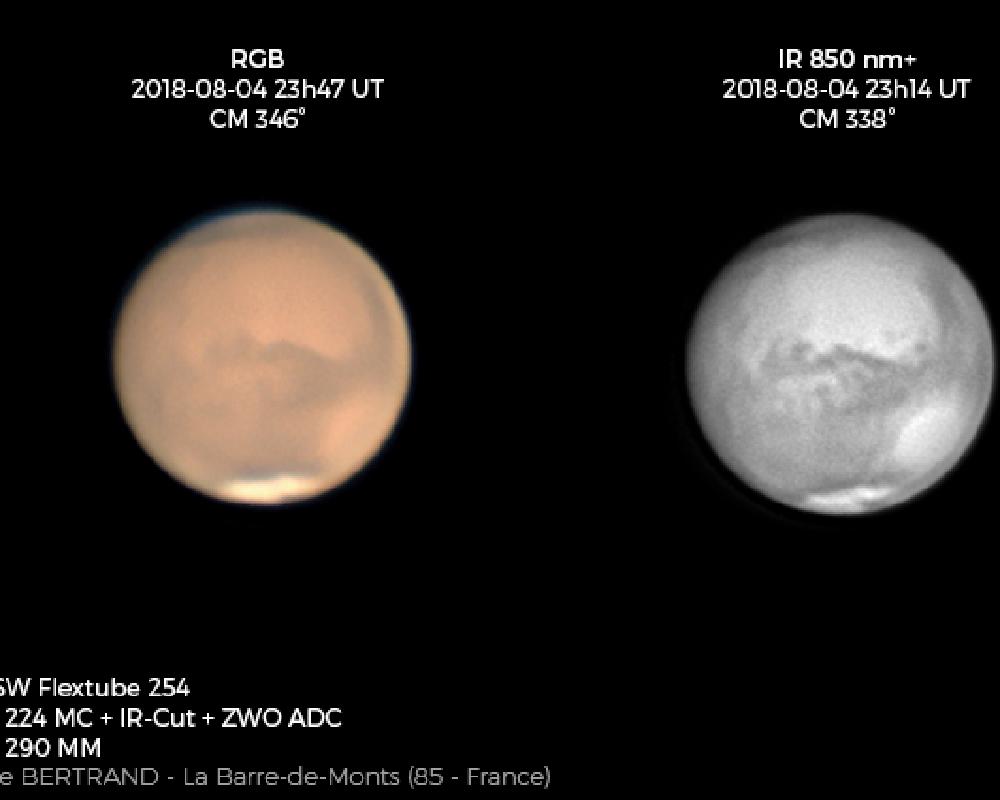 RGB
2018-08-04 23h47 UT
CM 346°
IR 850 nm+
2018-08-04 23h14 UT
CM 338°
SW Flextube 254
224 MC + IR-Cut + ZWO ADC
290 MM
e BERTRAND - La Barre-de-Monts (85 - France)